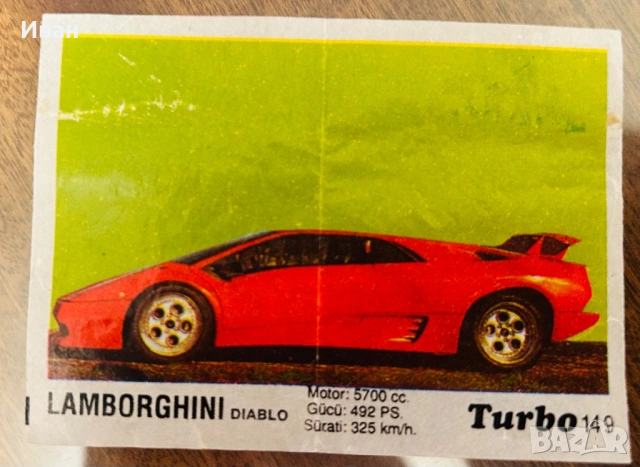 Иван
LAMBORGHINI DIABLO
Motor: 5700 cc.
Gücü: 492 PS.
Sürati: 325 km/h.
Turbo 149
BAZAR